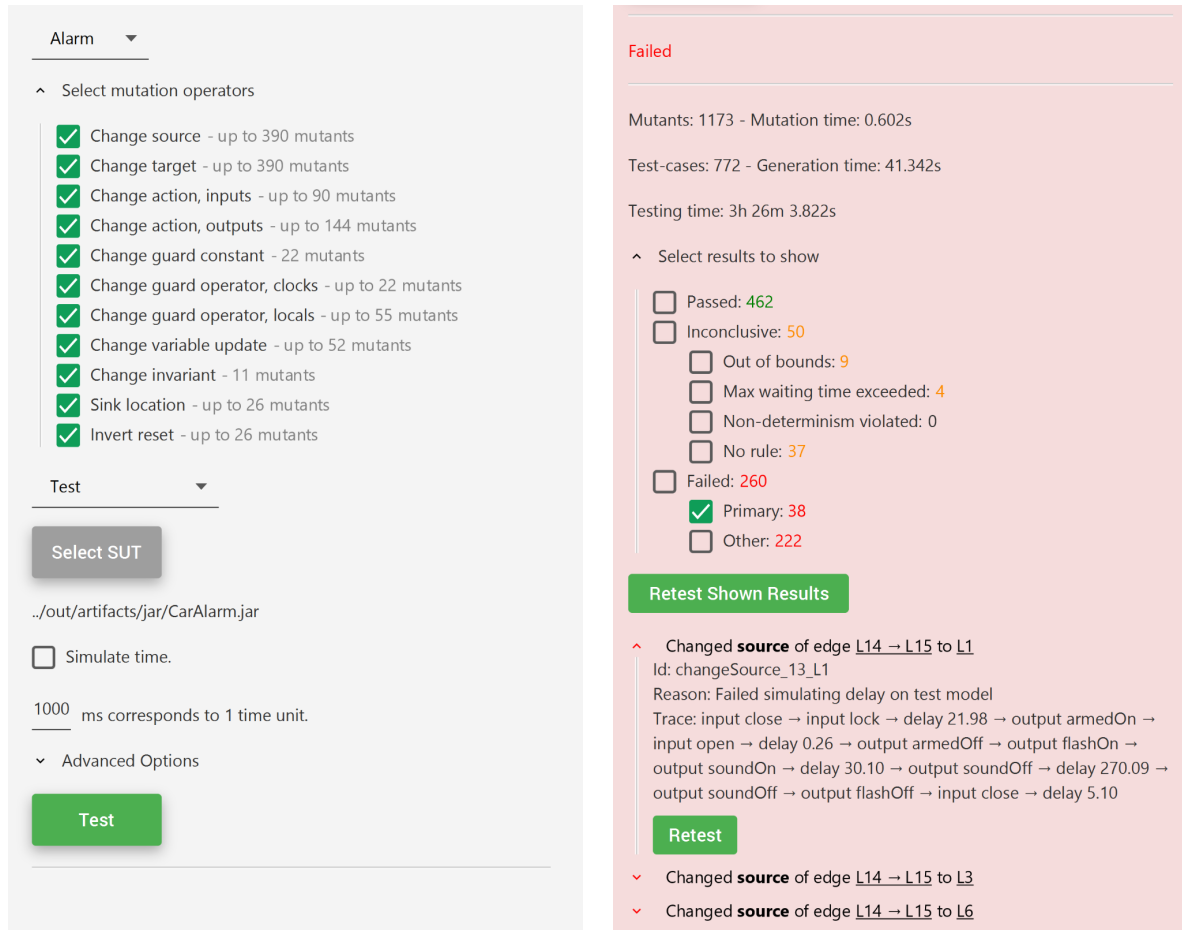 Alarm
Select mutation operators
Change source - up to 390 mutants
Change target - up to 390 mutants
Change action, inputs - up to 90 mutants
Change action, outputs - up to 144 mutants
Change guard constant - 22 mutants
Change guard operator, clocks - up to 22 mutants
Change guard operator, locals - up to 55 mutants
Change variable update - up to 52 mutants
Change invariant - 11 mutants
Sink location - up to 26 mutants
Invert reset - up to 26 mutants
Test
Select SUT
../out/artifacts/jar/CarAlarm.jar
Simulate time.
1000 ms corresponds to 1 time unit.
Advanced Options
Test
Failed
Mutants: 1173 - Mutation time: 0.602s
Test-cases: 772 - Generation time: 41.342s
Testing time: 3h 26m 3.822s
Select results to show
Passed: 462
Inconclusive: 50
Out of bounds: 9
Max waiting time exceeded: 4
Non-determinism violated: 0
No rule: 37
Failed: 260
Primary: 38
Other: 222
Retest Shown Results
Changed source of edge L14 → L15 to L1
Id: changeSource_13_L1
Reason: Failed simulating delay on test model
Trace: input close → input lock → delay 21.98 → output armedOn →
input open → delay 0.26 → output armedOff → output flashOn →
output soundOn → delay 30.10 → output soundOff → delay 270.09 →
output soundOff → output flashOff → input close → delay 5.10
Retest
Changed source of edge L14 → L15 to L3
Changed source of edge L14 → L15 to L6